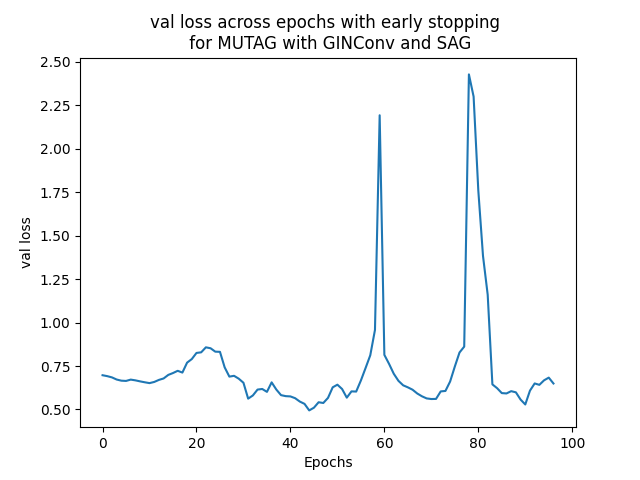 val loss across epochs with early stopping
for MUTAG with GINConv and SAG
2.50
2.25
2.00
1.75
1.50
1.25
1.00
0.75
0.50
val loss
0 20 40 60 80 100
Epochs